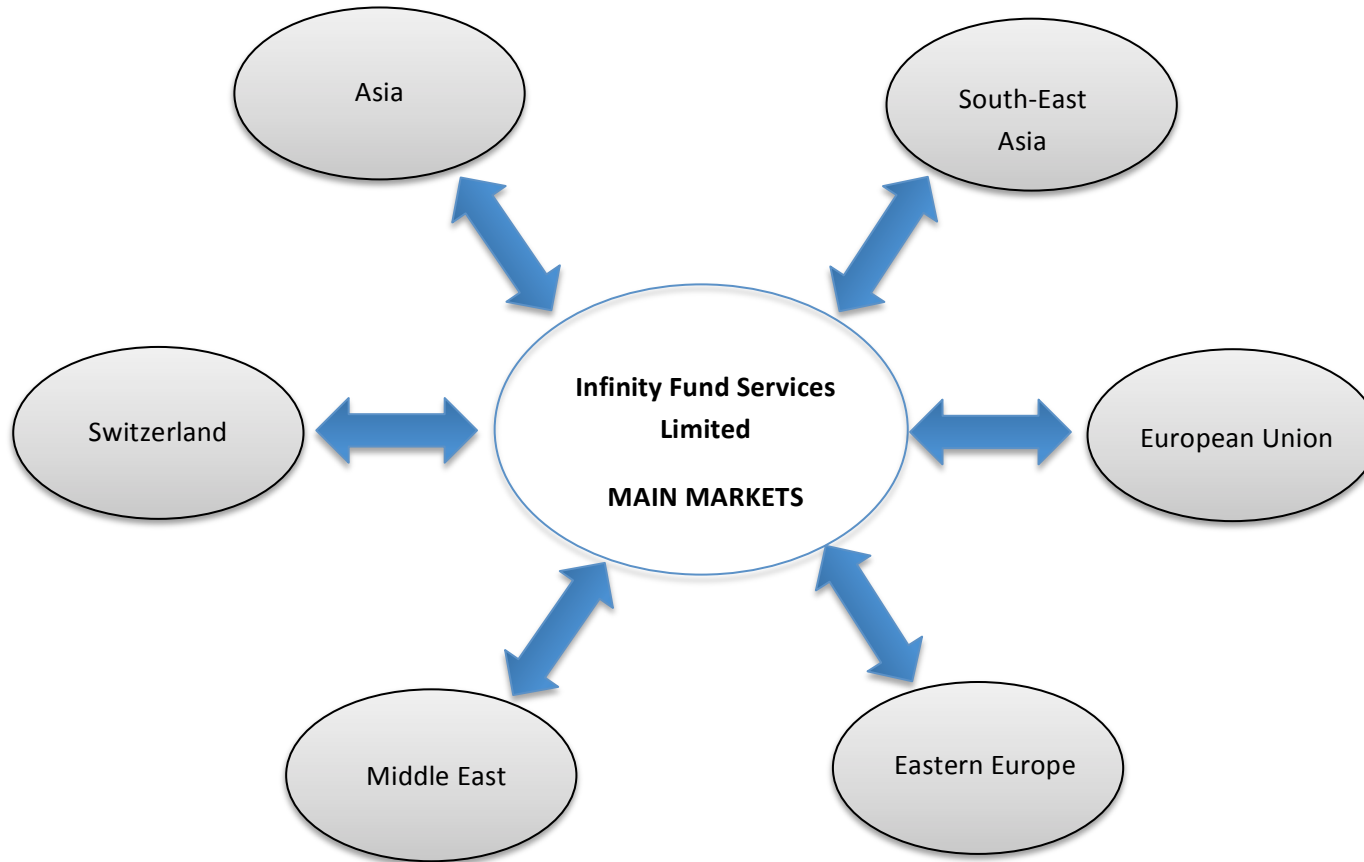 Asia
South-East
Asia
Infinity Fund Services
Limited
MAIN MARKETS
Switzerland
European Union
Middle East
Eastern Europe